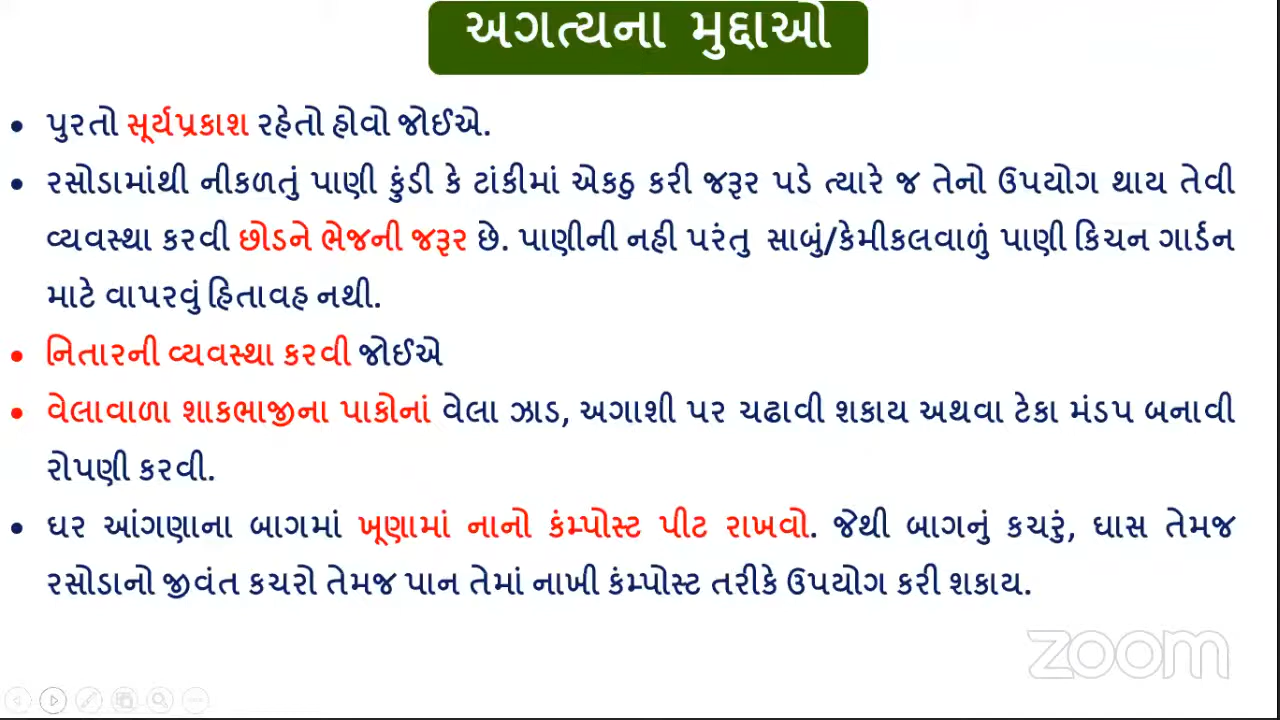 અગત્યના મુદ્દાઓ
• પુરતો સૂર્યપ્રકાશ રહેતો હોવો જોઈએ.
• રસોડામાંથી નીકળતું પાણી કુંડી કે ટાંકીમાં એકઠુ કરી જરૂર પડે ત્યારે જ તેનો ઉપયોગ થાય તેવી
વ્યવસ્થા કરવી છોડને ભેજની જરૂર છે. પાણીની નહી પરંતુ સાબું/કેમીકલવાળું પાણી કિચન ગાર્ડન
માટે વાપરવું હિતાવહ નથી.
• નિતારની વ્યવસ્થા કરવી જોઈએ
• વેલાવાળા શાકભાજીના પાકોનાં વેલા ઝાડ, અગાશી પર ચઢાવી શકાય અથવા ટેકા મંડપ બનાવી
રોપણી કરવી.
• ઘર આંગણાના બાગમાં ખૂણામાં નાનો કંમ્પોસ્ટ પીટ રાખવો. જેથી બાગનું કચરું, ઘાસ તેમજ
રસોડાનો જીવંત કચરો તેમજ પાન તેમાં નાખી કંમ્પોસ્ટ તરીકે ઉપયોગ કરી શકાય.
zoom